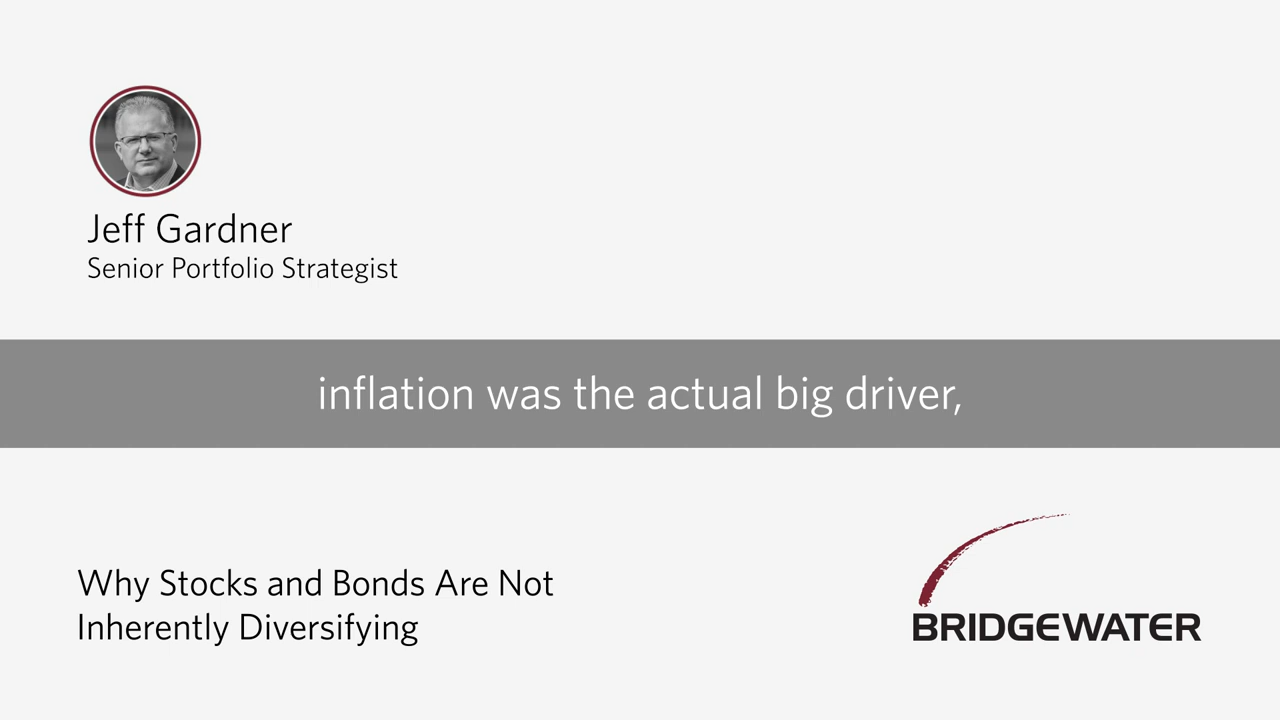 Jeff Gardner
Senior Portfolio Strategist
inflation was the actual big driver,
Why Stocks and Bonds Are Not
Inherently Diversifying
BRIDGEWATER